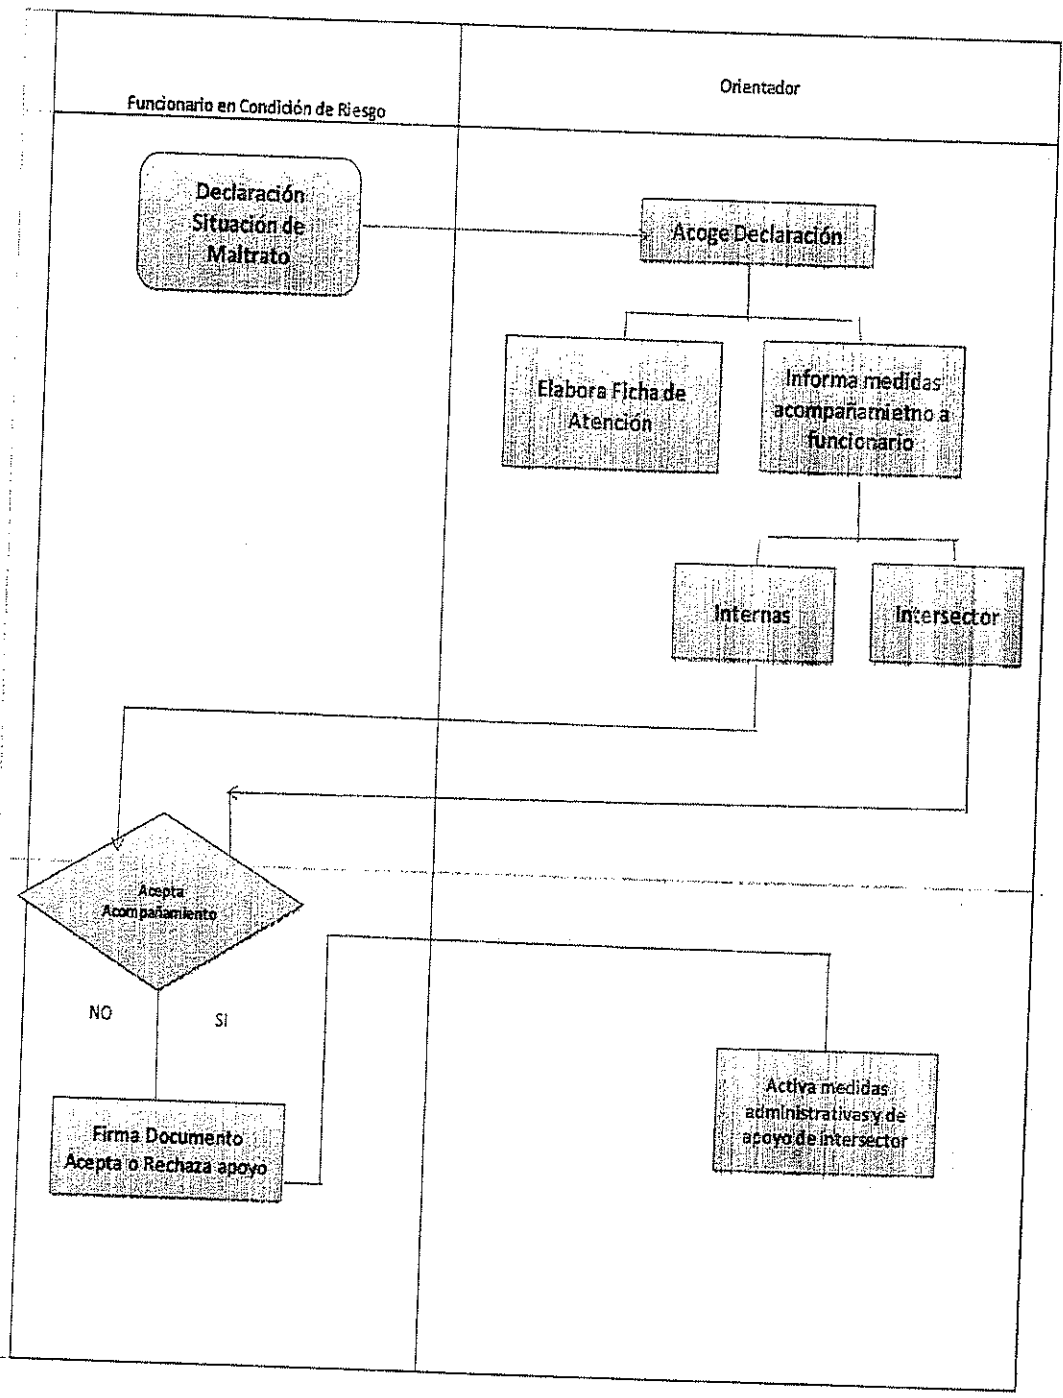 Funcionario en Condición de Riesgo
Orientador
Declaración
Situación de
Maltrato
Acoge Declaración
Elabora Ficha de
Atención
Informa medidas
acompañamietno a
funcionario
Internas
Intersector
Acepta
Acompañamiento
NO
SI
Firma Documento
Acepta o Rechaza apoyo
Activa medidas
administrativas y de
apoyo de intersector